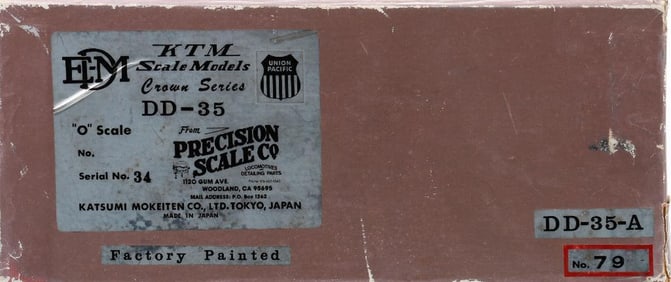 EDM
KTM
Scale Models
Crown Series
UNION
PACIFIC
DD-35
"O" Scale
From
PRECISION
SCALE Co
No.
LOCOMOTIVES
DETAILING PARTS
Serial No. 34
1120 GUM AVE.
WOODLAND, CA 95695
MAIL ADDRESS: P.O. Box 1262
KATSUMI MOKEITEN CO., LTD. TOKYO, JAPAN
MADE IN JAPAN
Factory Painted
DD-35-A
No. 79